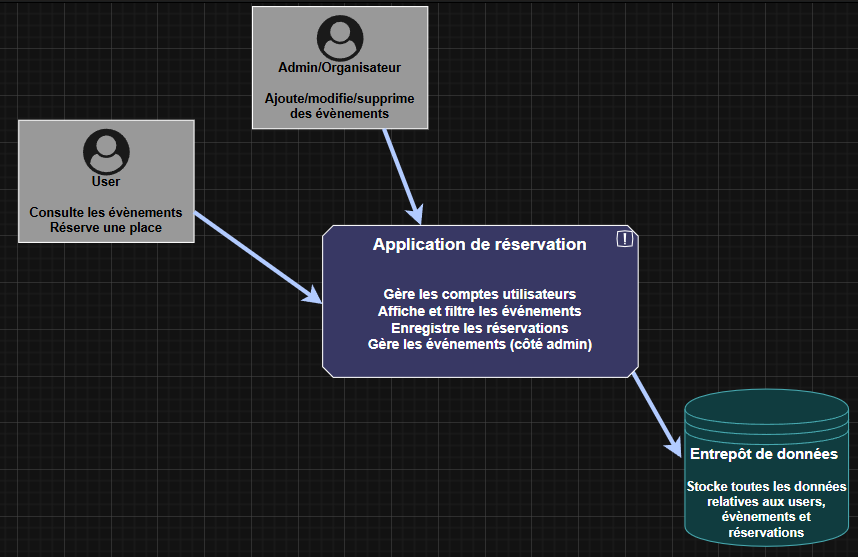 Admin/Organisateur
Ajoute/modifie/supprime
des évènements
User
Consulte les évènements
Réserve une place
Application de réservation
!
Gère les comptes utilisateurs
Affiche et filtre les événements
Enregistre les réservations
Gère les événements (côté admin)
Entrepôt de données
Stocke toutes les données
relatives aux users,
évènements et
réservations